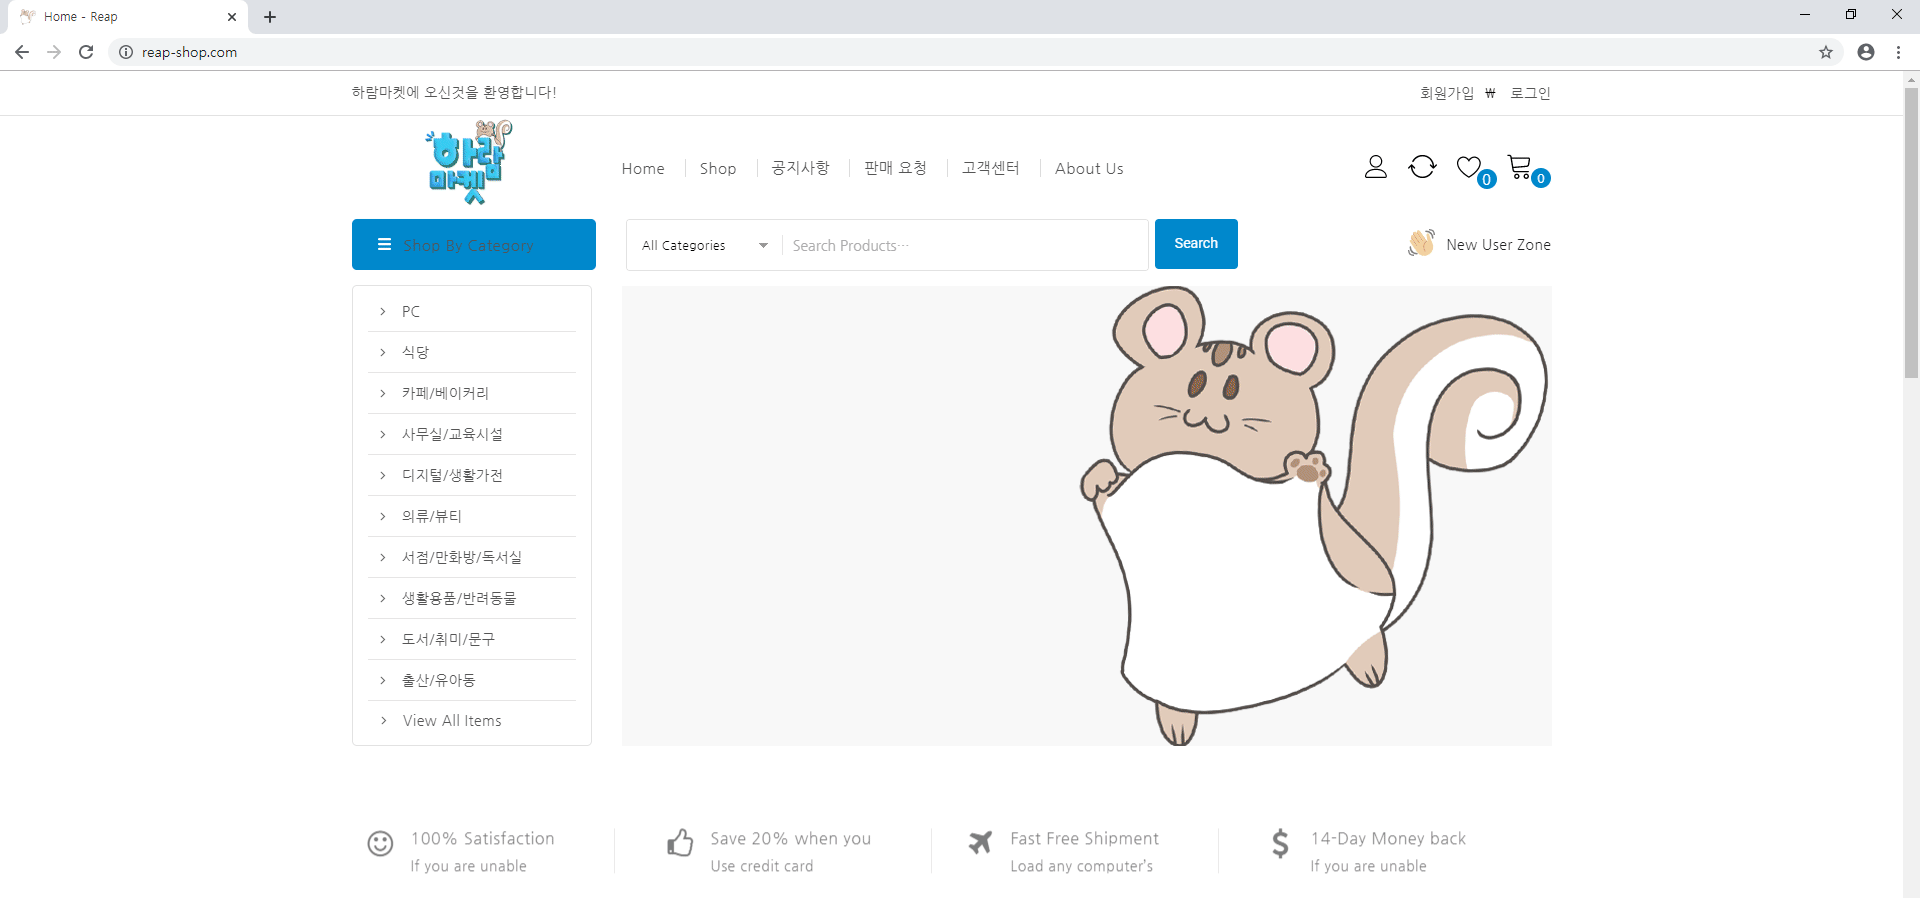 Home - Reap
reap-shop.com
하람마켓에 오신것을 환영합니다!
회원가입 ₩ 로그인
하람
마켓
Home Shop 공지사항 판매 요청 고객센터 About Us
0 0
Shop By Category
All Categories Search Products…
Search
New User Zone
PC
식당
카페/베이커리
사무실/교육시설
디지털/생활가전
의류/뷰티
서점/만화방/독서실
생활용품/반려동물
도서/취미/문구
출산/유아동
View All Items
100% Satisfaction
If you are unable
Save 20% when you
Use credit card
Fast Free Shipment
Load any computer's
14-Day Money back
If you are unable